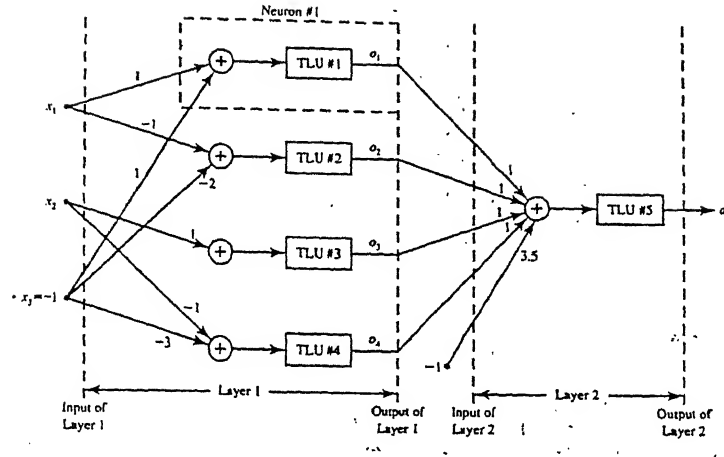 Neuron #1
1
TLU #1
o₁
x₁
−1
1
TLU #2
o₂
−2
1
1
x₂
1
TLU #3
o₃
1
1
TLU #5
o
3.5
x₃=−1
−1
−3
TLU #4
o₄
−1
Layer 1
Layer 2
Input of
Layer 1
Output of
Layer 1
Input of
Layer 2
Output of
Layer 2